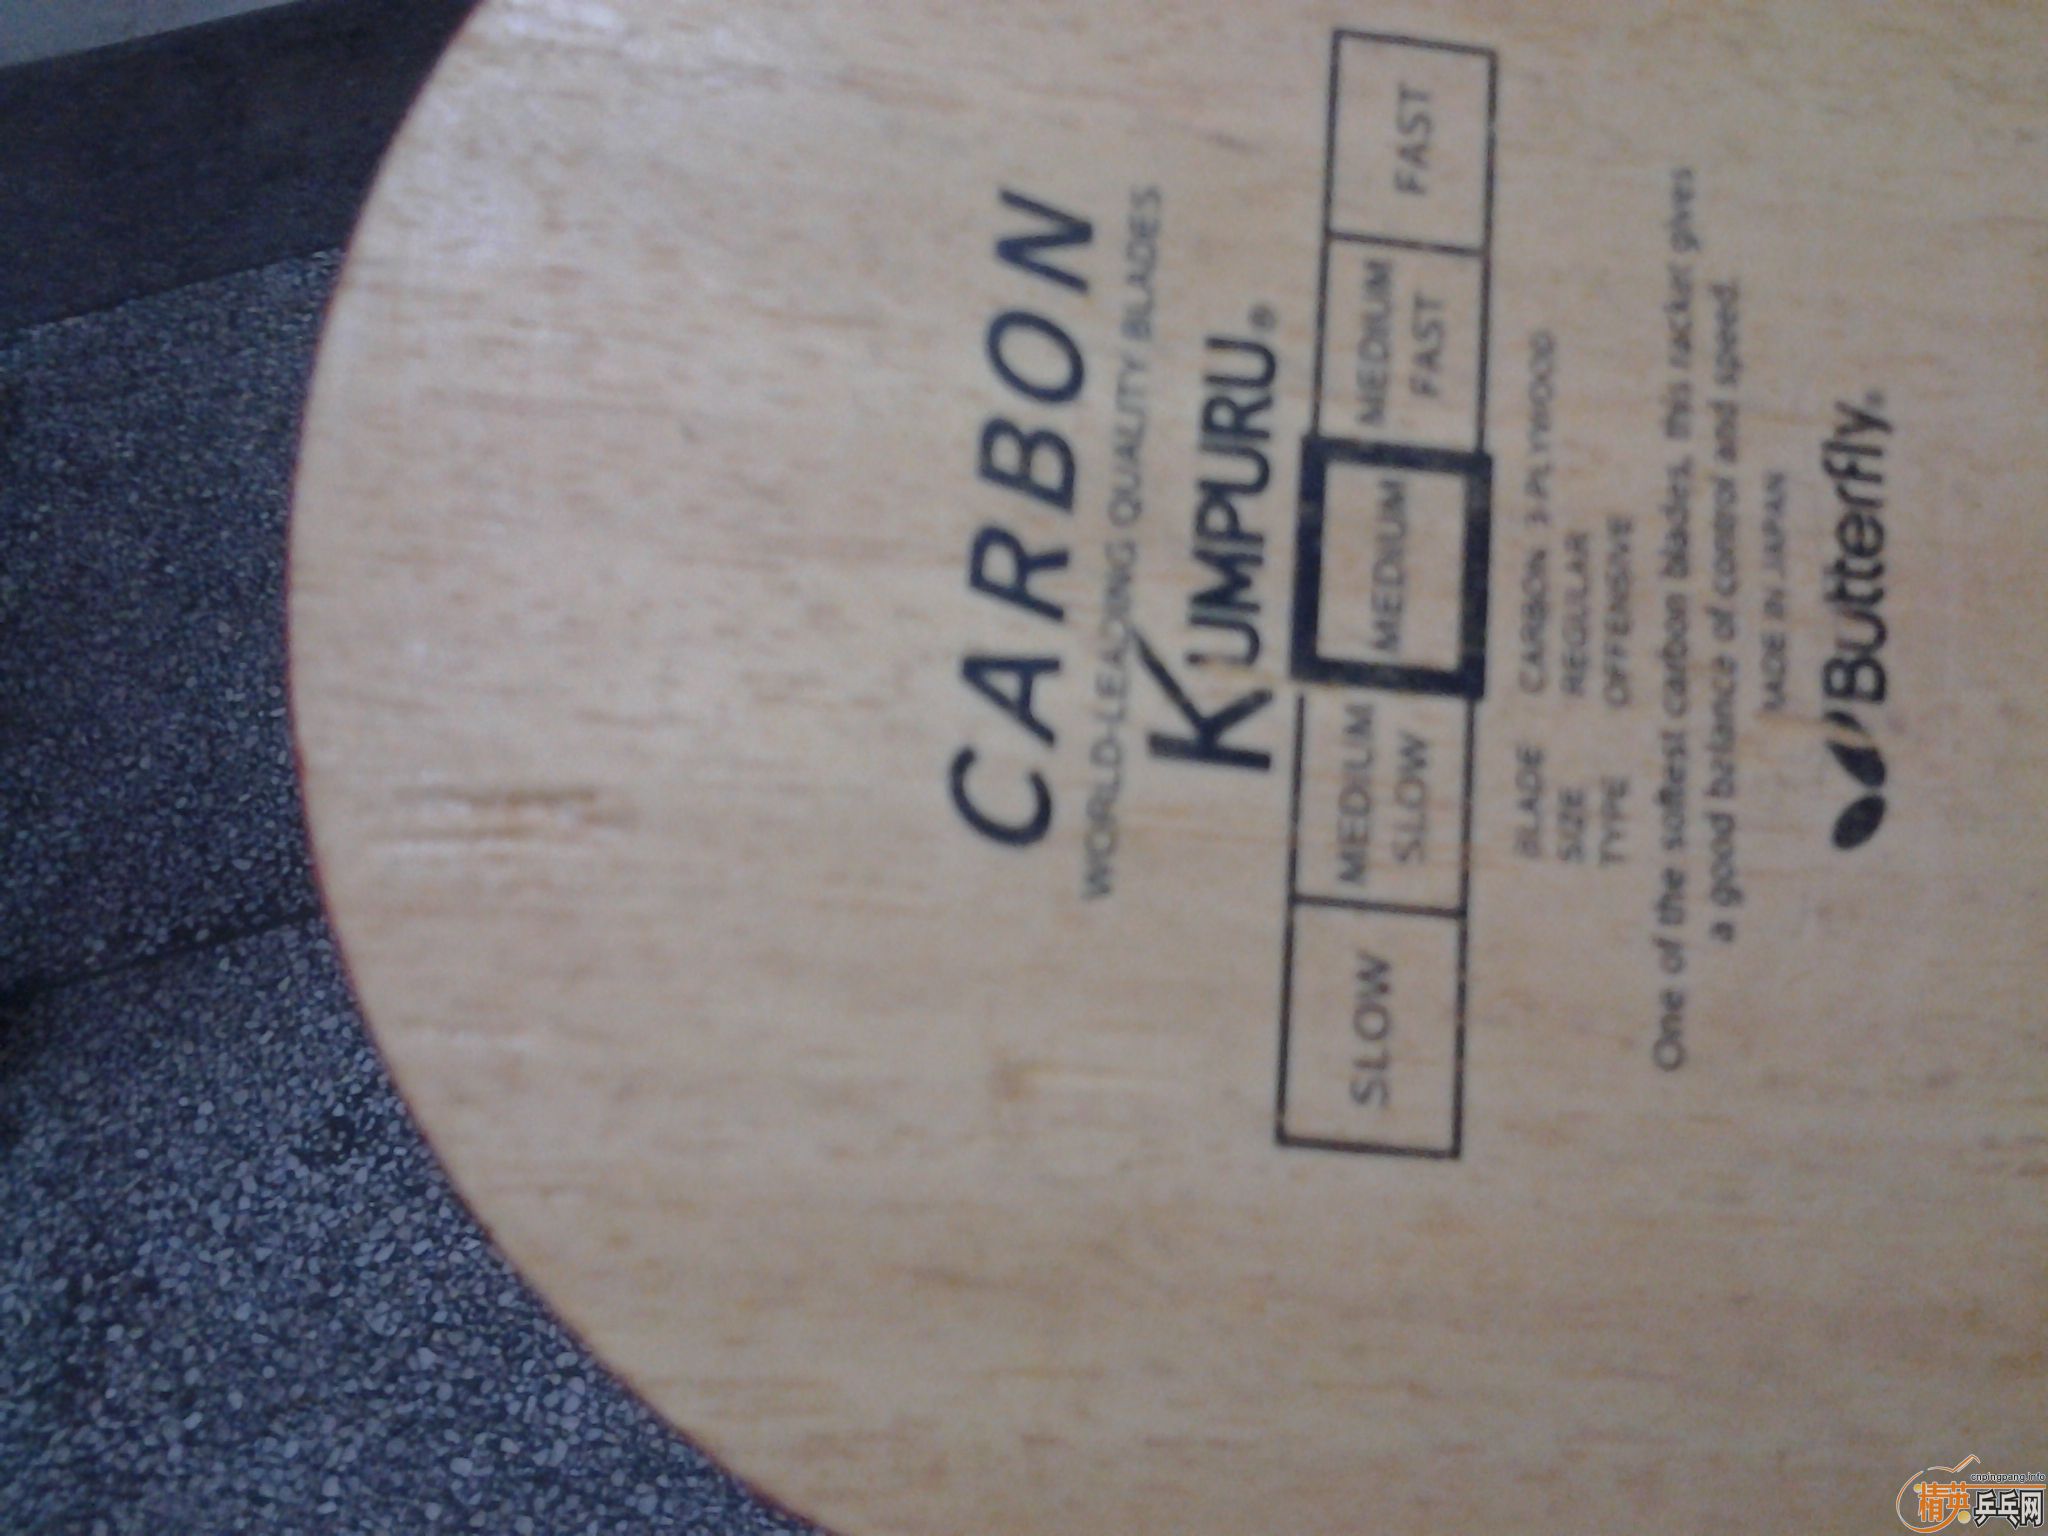 CARBON
WORLD-LEADING QUALITY BLADES
KUMPURU®
SLOW
MEDIUM SLOW
MEDIUM
MEDIUM FAST
FAST
BLADE CARBON 3-PLYWOOD
SIZE REGULAR
TYPE OFFENSIVE
One of the softest carbon blades, this racket gives
a good barlance of control and speed.
MADE IN JAPAN
Butterfly®
cnpingpang.info
精英乒乓网